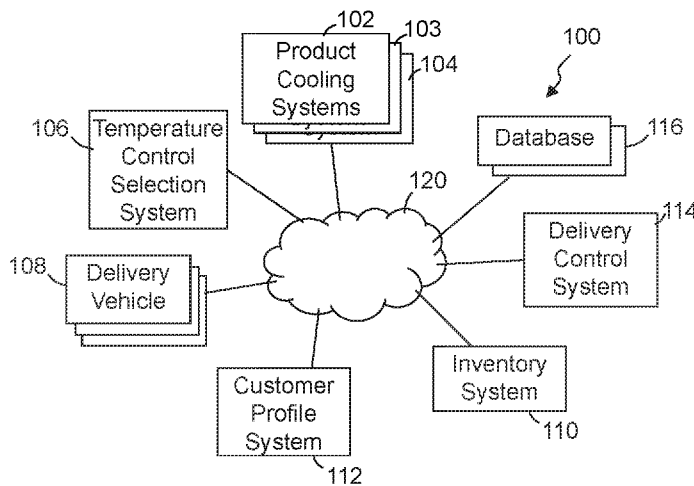 102
103
104
Product
Cooling
Systems
100
106
Temperature
Control
Selection
System
Database
116
120
114
Delivery
Control
System
108
Delivery
Vehicle
Inventory
System
110
Customer
Profile
System
112